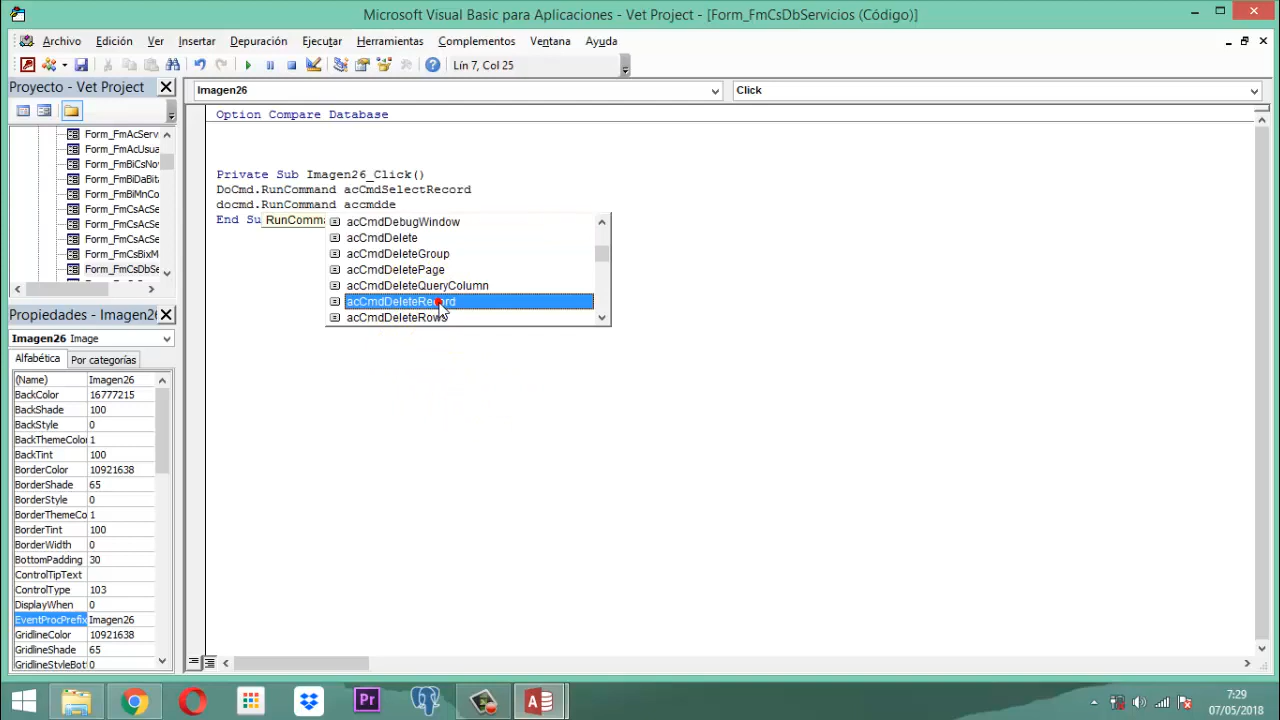 Microsoft Visual Basic para Aplicaciones - Vet Project - [Form_FmCsDbServicios (Código)]
Archivo Edición Ver Insertar Depuración Ejecutar Herramientas Complementos Ventana Ayuda
Lín 7, Col 25
Proyecto - Vet Project
Form_FmAcServ
Form_FmAcUsua
Form_FmBiCsNo
Form_FmBiDaBit
Form_FmBiMnCo
Form_FmCsAcSe
Form_FmCsAcSe
Form_FmCsAcSe
Form_FmCsBixM
Form_FmCsDbSe
Propiedades - Imagen26
Imagen26 Image
Alfabética Por categorías
(Name) Imagen26
BackColor 16777215
BackShade 100
BackStyle 0
BackThemeColo 1
BackTint 100
BorderColor 10921638
BorderShade 65
BorderStyle 0
BorderThemeCo 1
BorderTint 100
BorderWidth 0
BottomPadding 30
ControlTipText
ControlType 103
DisplayWhen 0
EventProcPrefix Imagen26
GridlineColor 10921638
GridlineShade 65
GridlineStyleBot 0
Imagen26 Click
Option Compare Database
Private Sub Imagen26_Click()
DoCmd.RunCommand acCmdSelectRecord
docmd.RunCommand accmdde
End Su RunComma
acCmdDebugWindow
acCmdDelete
acCmdDeleteGroup
acCmdDeletePage
acCmdDeleteQueryColumn
acCmdDeleteRecord
acCmdDeleteRows
Pr
7:29
07/05/2018